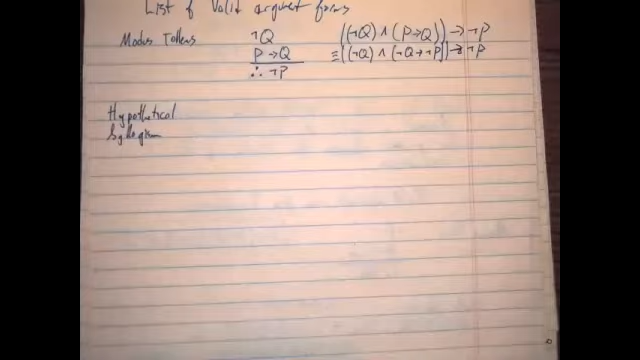 List of Valid argument forms
Modus Tollens ¬Q ((¬Q) ∧ (P→Q)) → ¬P
P→Q ≡((¬Q) ∧ (¬Q→¬P)) → ¬P
∴ ¬P
Hypothetical
Syllogism